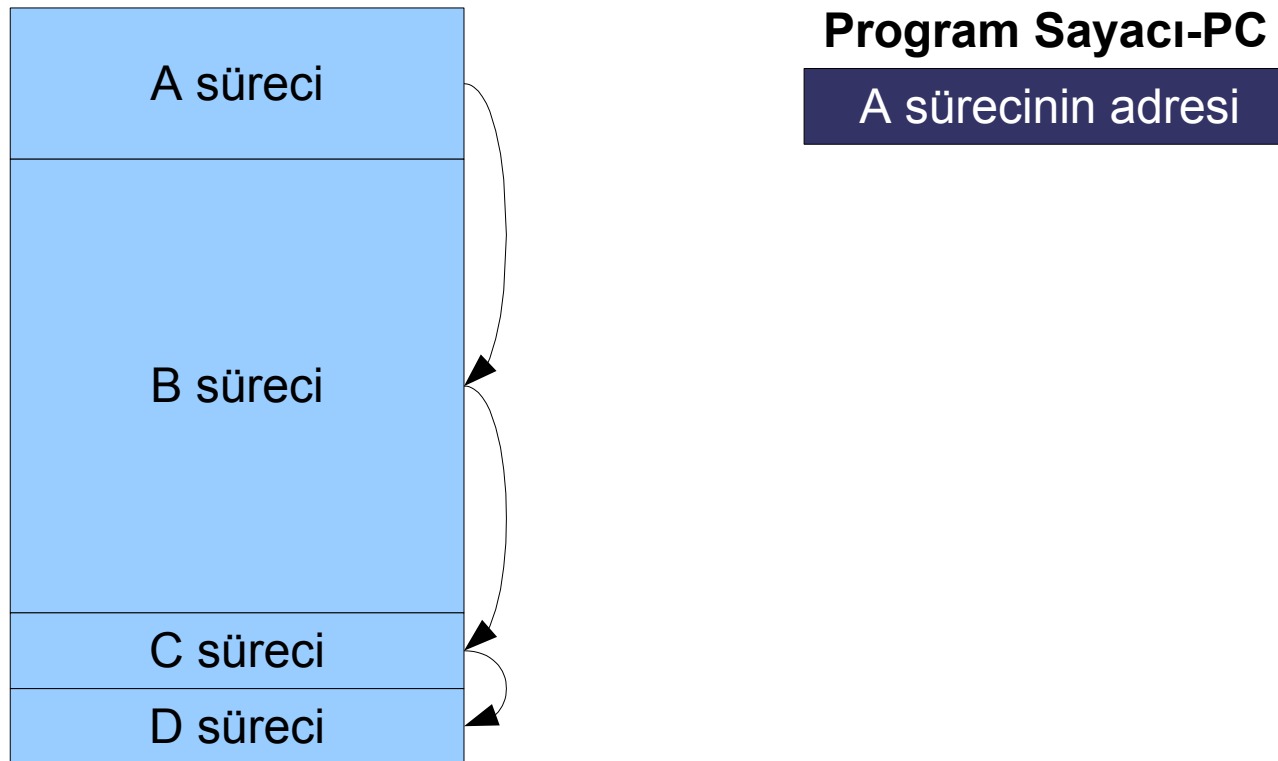 Program Sayacı-PC
A süreci
A sürecinin adresi
B süreci
C süreci
D süreci